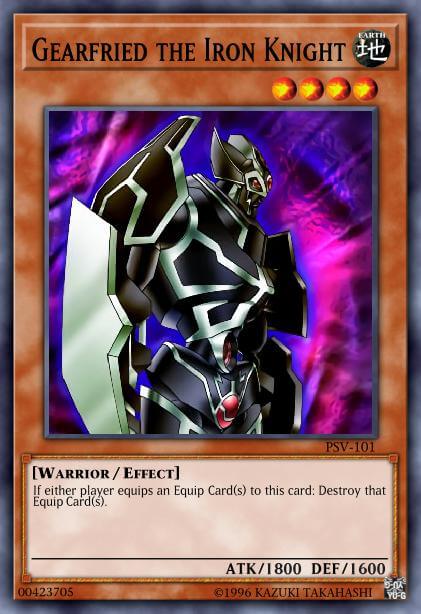 GEARFRIED THE IRON KNIGHT
EARTH
地
PSV-101
[WARRIOR / EFFECT]
If either player equips an Equip Card(s) to this card: Destroy that
Equip Card(s).
ATK/1800 DEF/1600
00423705
©1996 KAZUKI TAKAHASHI